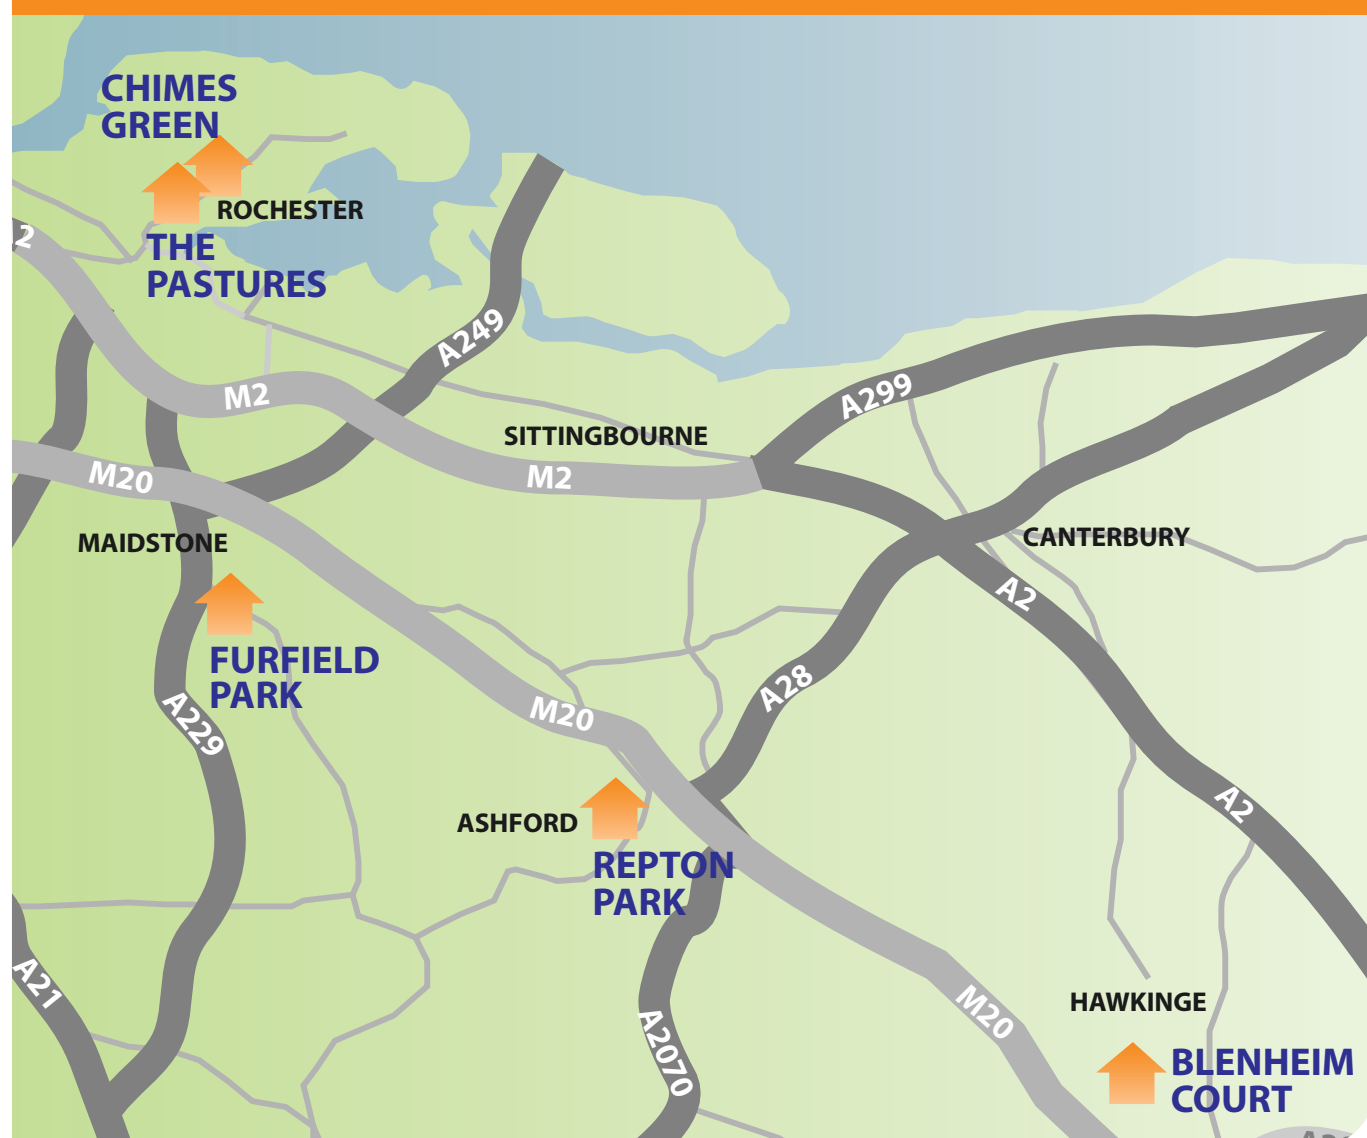 CHIMES
GREEN
ROCHESTER
THE
PASTURES
A249
M2
A299
SITTINGBOURNE
M2
M20
MAIDSTONE
CANTERBURY
A2
FURFIELD
PARK
A28
A229
M20
ASHFORD
REPTON
PARK
A2
A21
M20
HAWKINGE
A2070
BLENHEIM
COURT